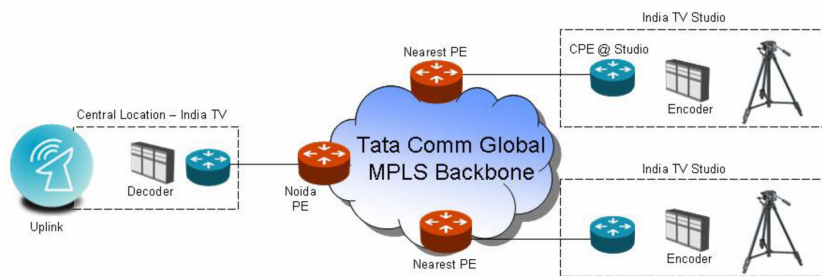 India TV Studio
Nearest PE
CPE @ Studio
Encoder
Central Location – India TV
Decoder
Uplink
Noida
PE
Tata Comm Global
MPLS Backbone
India TV Studio
Nearest PE
Encoder